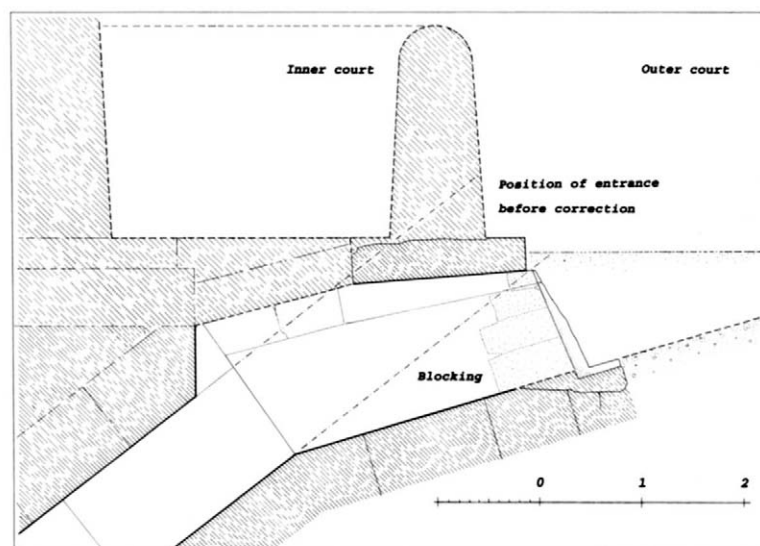 Inner court
Outer court
Position of entrance
before correction
Blocking
0 1 2